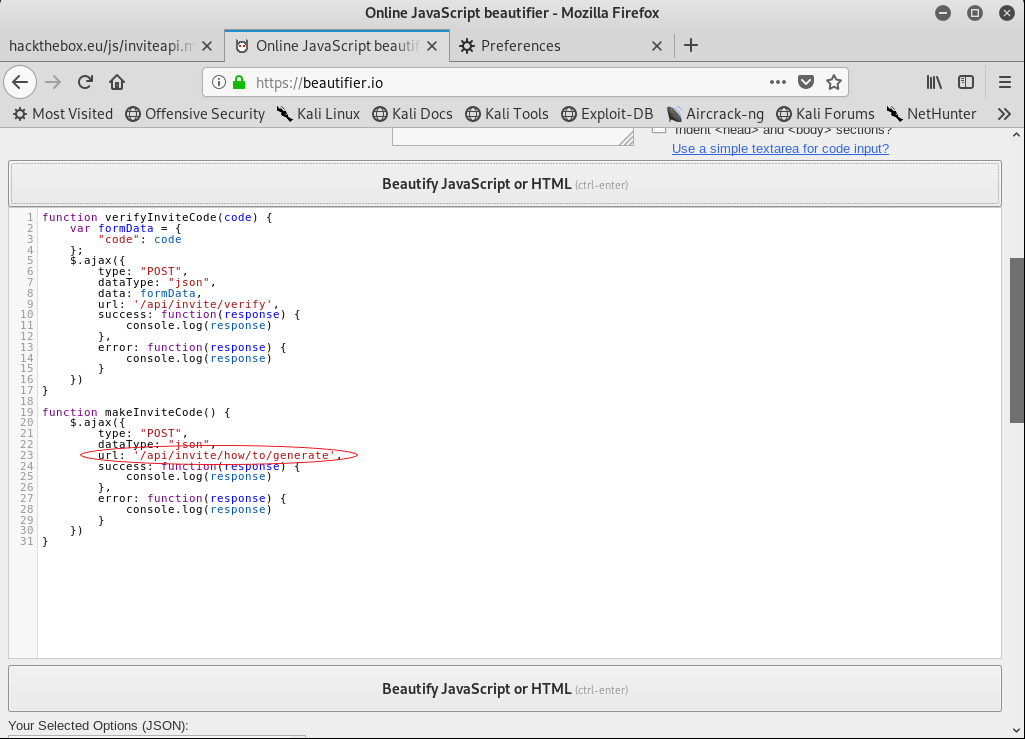 Online JavaScript beautifier - Mozilla Firefox
hackthebox.eu/js/inviteapi.m
Online JavaScript beautif
Preferences
https://beautifier.io
Most Visited Offensive Security Kali Linux Kali Docs Kali Tools Exploit-DB Aircrack-ng Kali Forums NetHunter
Indent <head> and <body> sections?
Use a simple textarea for code input?
Beautify JavaScript or HTML (ctrl-enter)
1 function verifyInviteCode(code) {
2     var formData = {
3         "code": code
4     };
5     $.ajax({
6         type: "POST",
7         dataType: "json",
8         data: formData,
9         url: '/api/invite/verify',
10         success: function(response) {
11             console.log(response)
12         },
13         error: function(response) {
14             console.log(response)
15         }
16     })
17 }
18
19 function makeInviteCode() {
20     $.ajax({
21         type: "POST",
22         dataType: "json",
23         url: '/api/invite/how/to/generate',
24         success: function(response) {
25             console.log(response)
26         },
27         error: function(response) {
28             console.log(response)
29         }
30     })
31 }
Beautify JavaScript or HTML (ctrl-enter)
Your Selected Options (JSON):